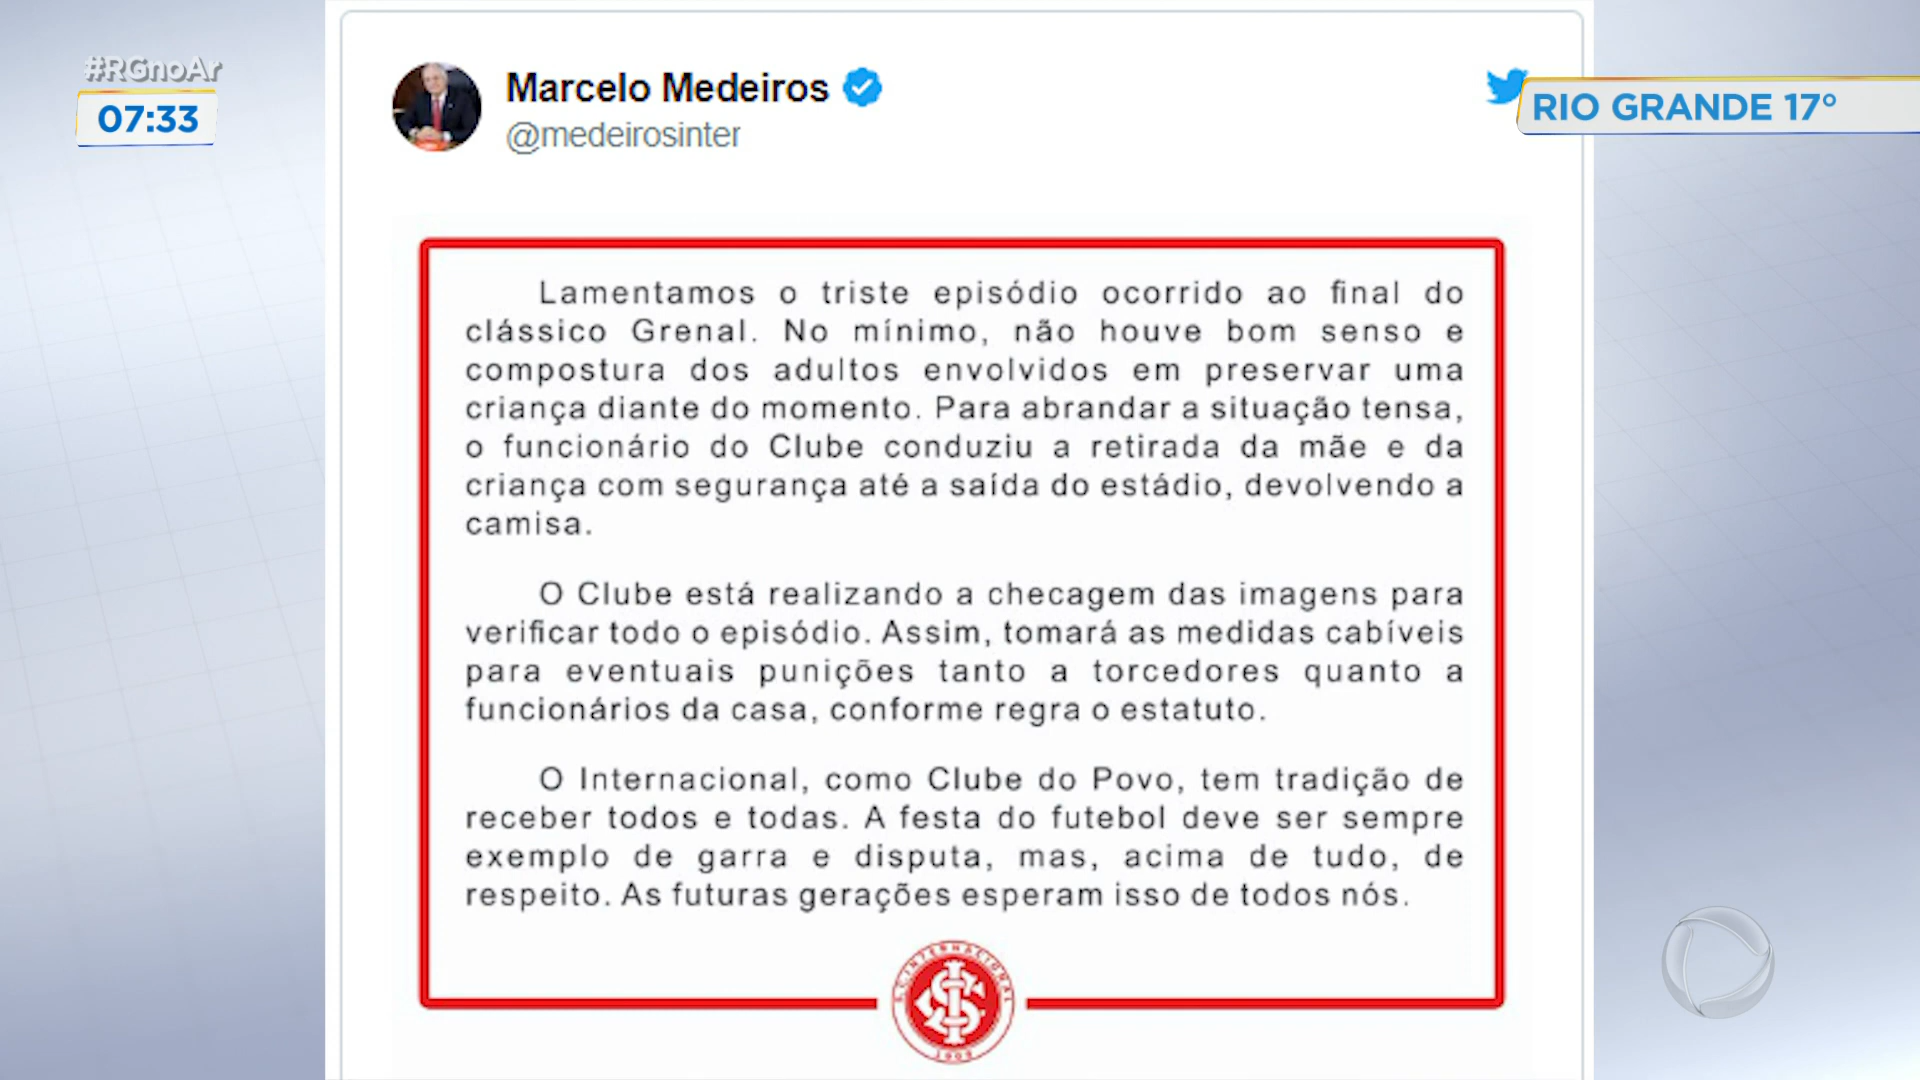 #RGnoAr
07:33
Marcelo Medeiros
@medeirosinter
RIO GRANDE 17°
Lamentamos o triste episódio ocorrido ao final do
clássico Grenal. No mínimo, não houve bom senso e
compostura dos adultos envolvidos em preservar uma
criança diante do momento. Para abrandar a situação tensa,
o funcionário do Clube conduziu a retirada da mãe e da
criança com segurança até a saída do estádio, devolvendo a
camisa.
O Clube está realizando a checagem das imagens para
verificar todo o episódio. Assim, tomará as medidas cabíveis
para eventuais punições tanto a torcedores quanto a
funcionários da casa, conforme regra o estatuto.
O Internacional, como Clube do Povo, tem tradição de
receber todos e todas. A festa do futebol deve ser sempre
exemplo de garra e disputa, mas, acima de tudo, de
respeito. As futuras gerações esperam isso de todos nós.
S.C. INTERNACIONAL
1909